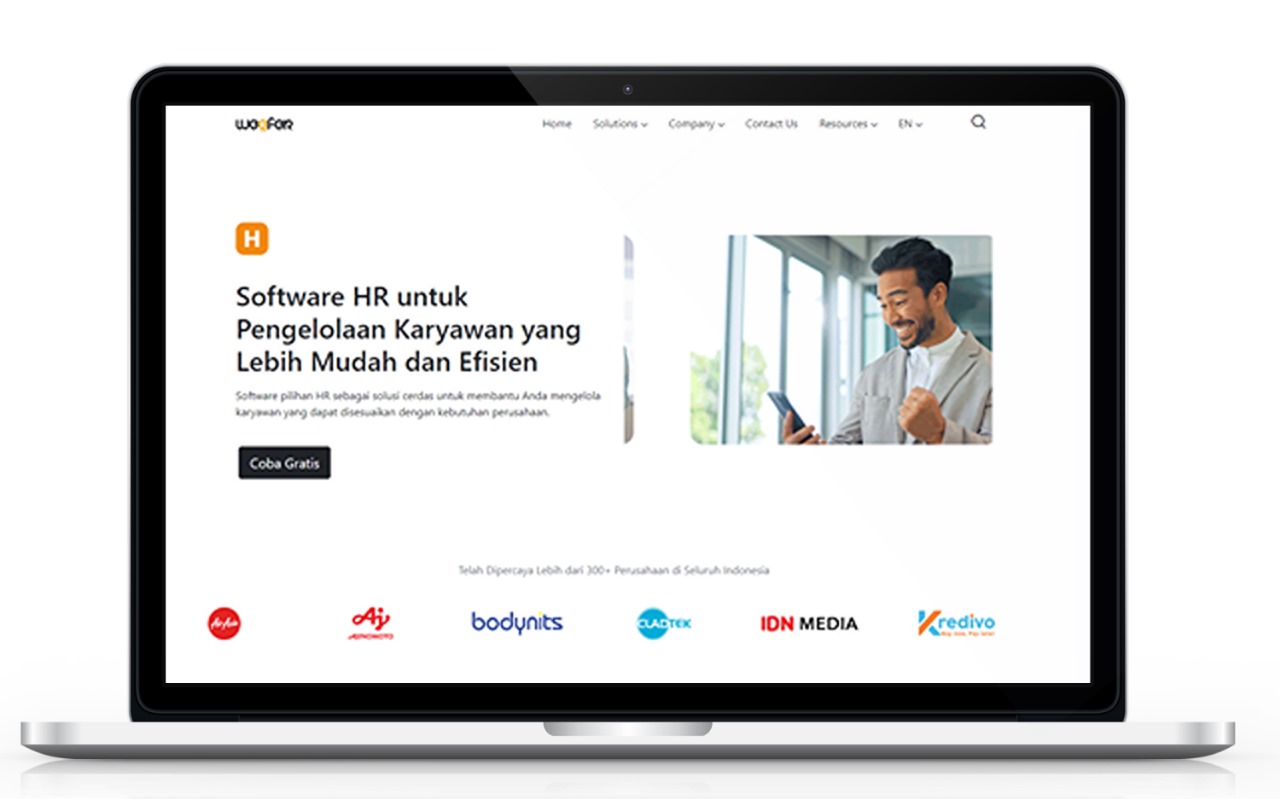 Home Solutions Company Contact Us Resources EN
H
Software HR untuk
Pengelolaan Karyawan yang
Lebih Mudah dan Efisien
Software pilihan HR sebagai solusi cerdas untuk membantu Anda mengelola
karyawan yang dapat disesuaikan dengan kebutuhan perusahaan.
Coba Gratis
Telah Dipercaya Lebih dari 300+ Perusahaan di Seluruh Indonesia
AirAsia Aj bodynits CLADTEK IDN MEDIA Kredivo
AJINOMOTO Buy now, Pay later